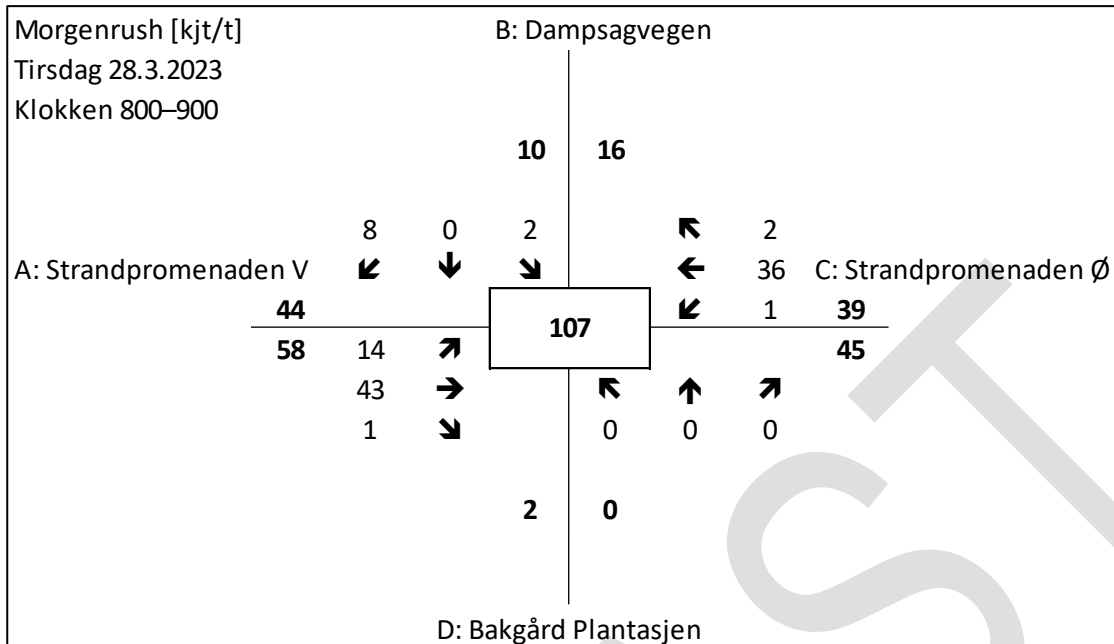 Morgenrush [kjt/t]
B: Dampsagvegen
Tirsdag 28.3.2023
Klokken 800–900
10 16
8 0 2 2
A: Strandpromenaden V 36 C: Strandpromenaden Ø
44 1 39
107
58 14 45
43
1 0 0 0
2 0
D: Bakgård Plantasjen